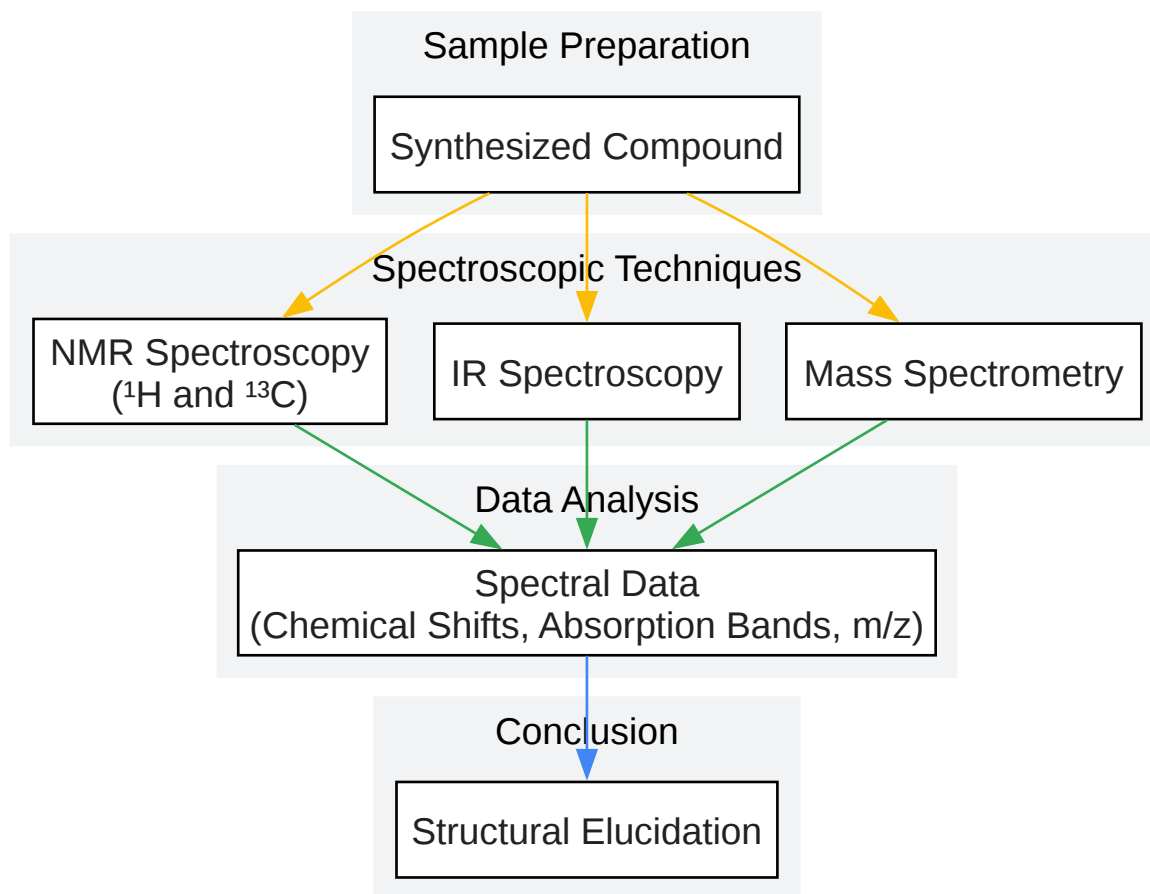 Sample Preparation
Synthesized Compound
Spectroscopic Techniques
NMR Spectroscopy
(¹H and ¹³C)
IR Spectroscopy
Mass Spectrometry
Data Analysis
Spectral Data
(Chemical Shifts, Absorption Bands, m/z)
Conclusion
Structural Elucidation